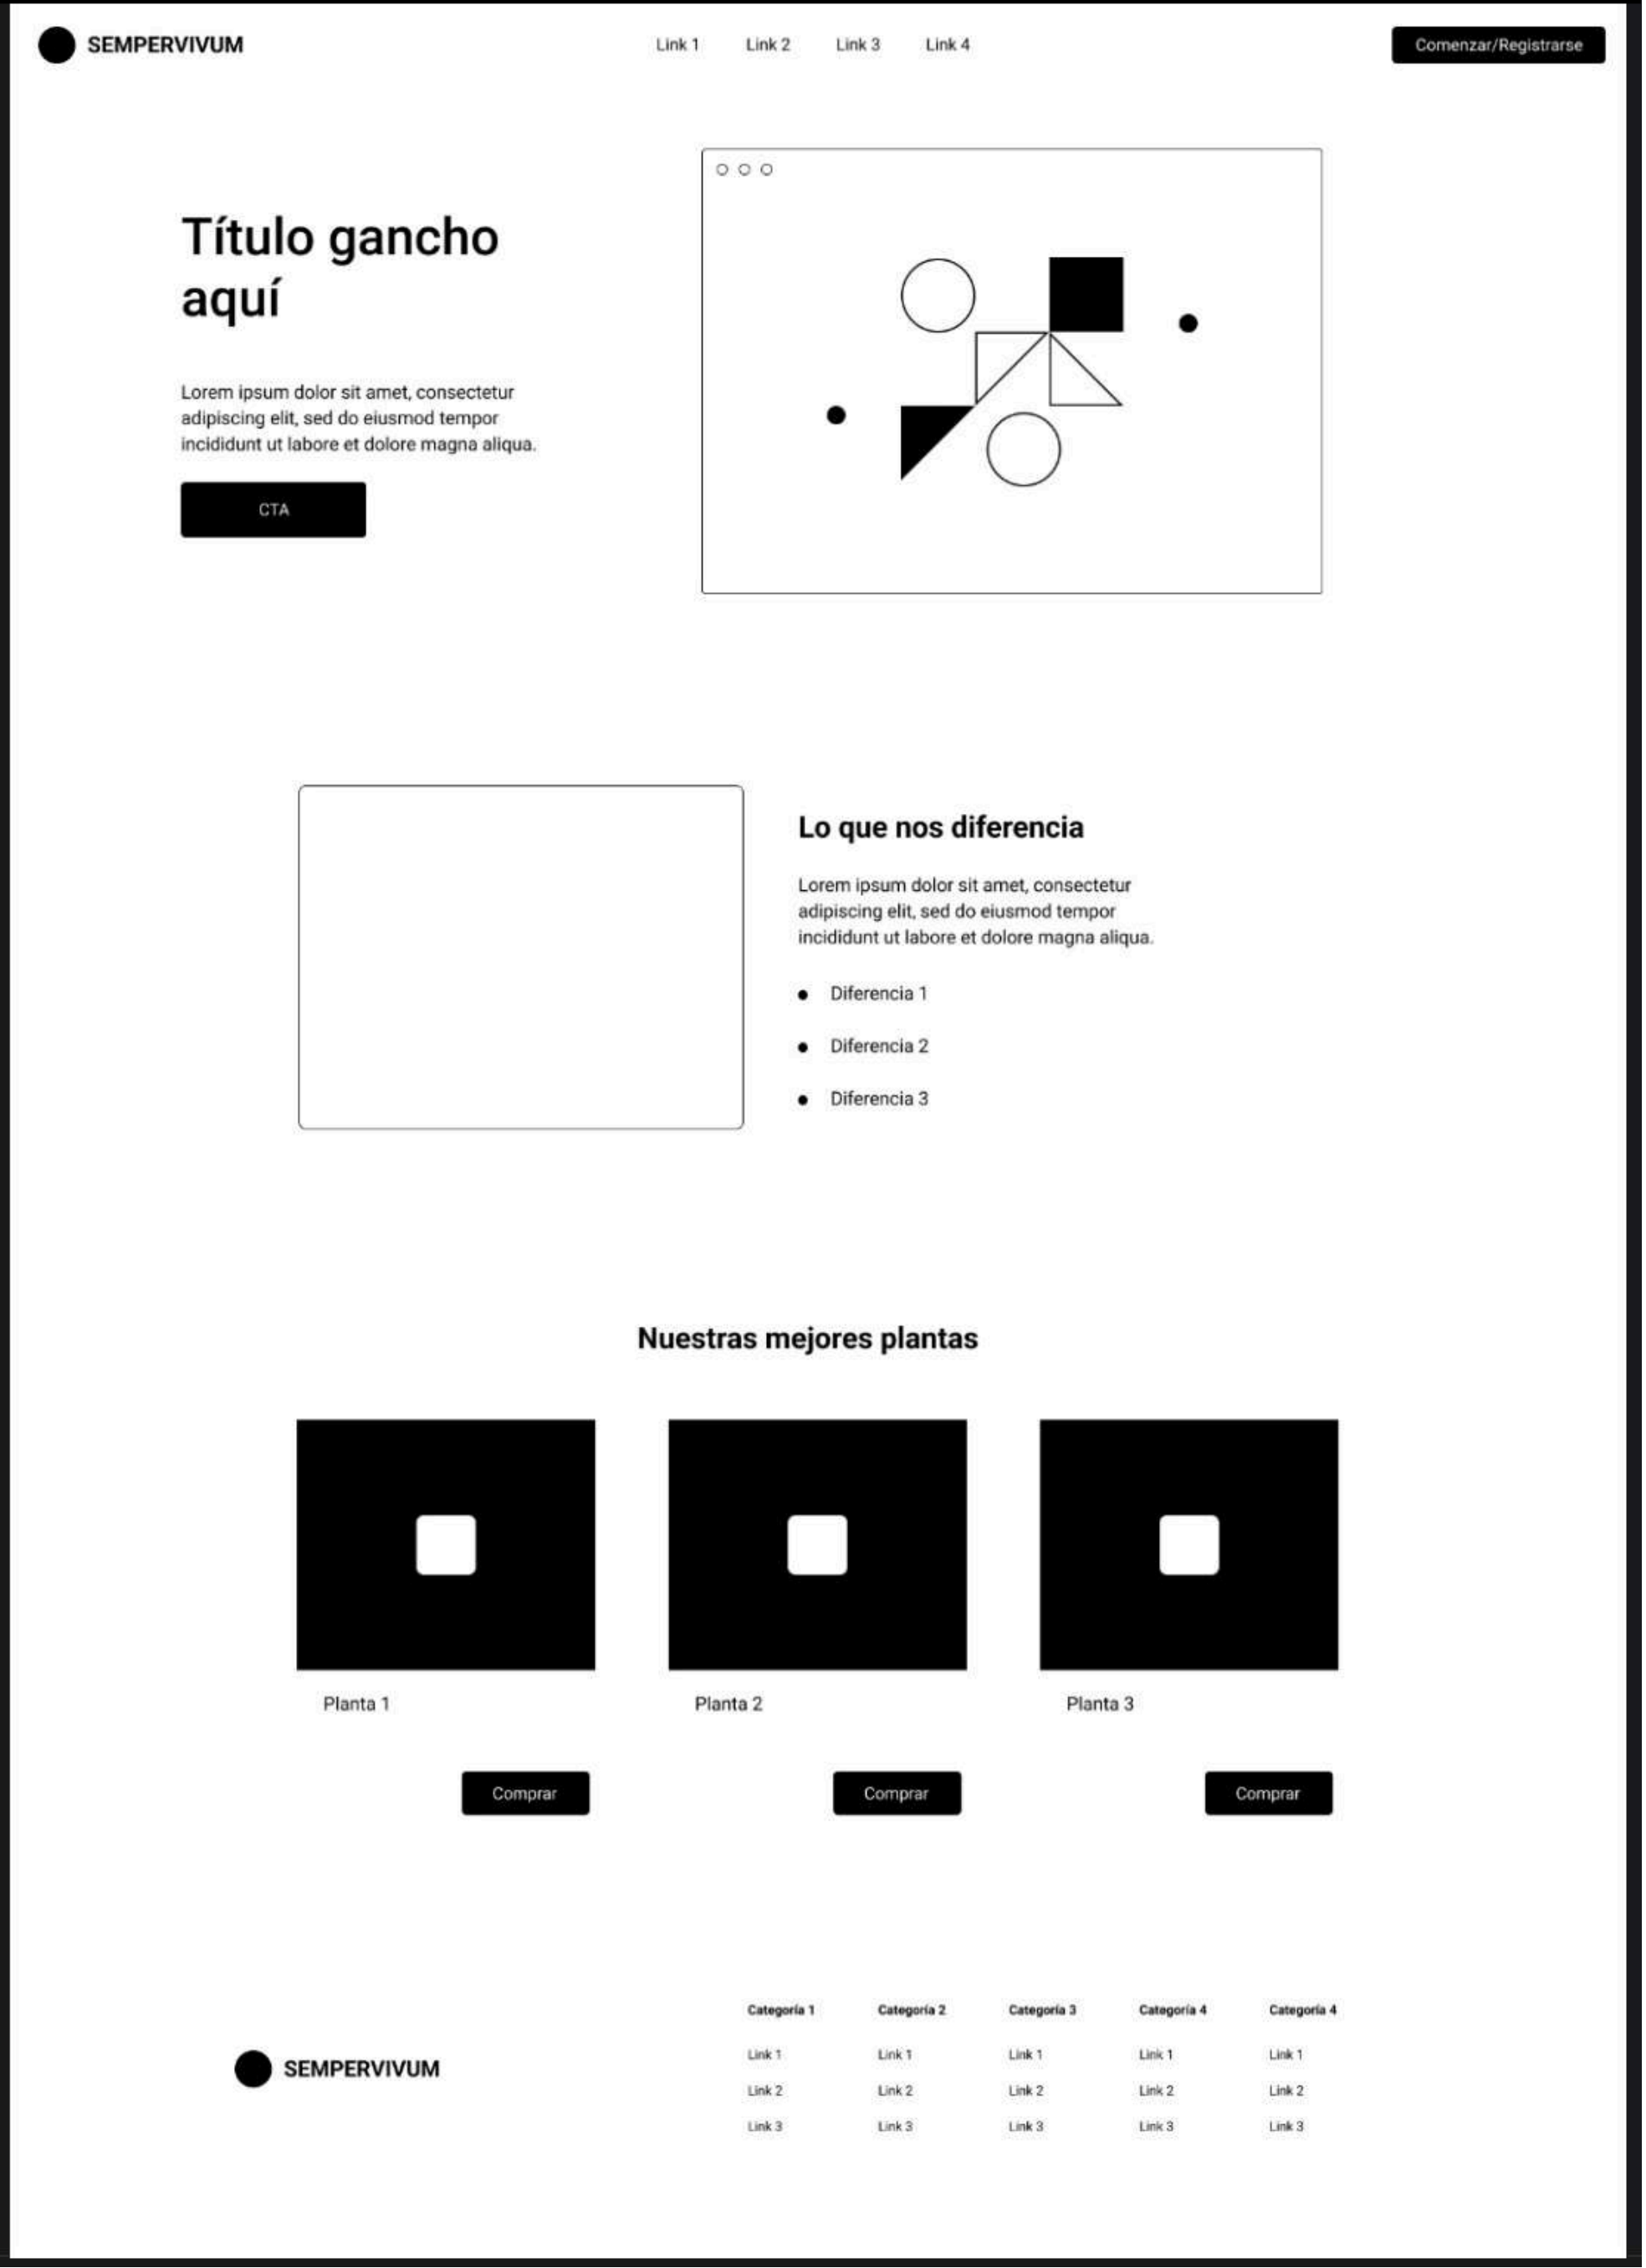 SEMPERVIVUM
Link 1
Link 2
Link 3
Link 4
Comenzar/Registrarse
Título gancho
aquí
Lorem ipsum dolor sit amet, consectetur
adipiscing elit, sed do eiusmod tempor
incididunt ut labore et dolore magna aliqua.
CTA
Lo que nos diferencia
Lorem ipsum dolor sit amet, consectetur
adipiscing elit, sed do eiusmod tempor
incididunt ut labore et dolore magna aliqua.
Diferencia 1
Diferencia 2
Diferencia 3
Nuestras mejores plantas
Planta 1
Comprar
Planta 2
Comprar
Planta 3
Comprar
SEMPERVIVUM
Categoría 1
Link 1
Link 2
Link 3
Categoría 2
Link 1
Link 2
Link 3
Categoría 3
Link 1
Link 2
Link 3
Categoría 4
Link 1
Link 2
Link 3
Categoría 4
Link 1
Link 2
Link 3